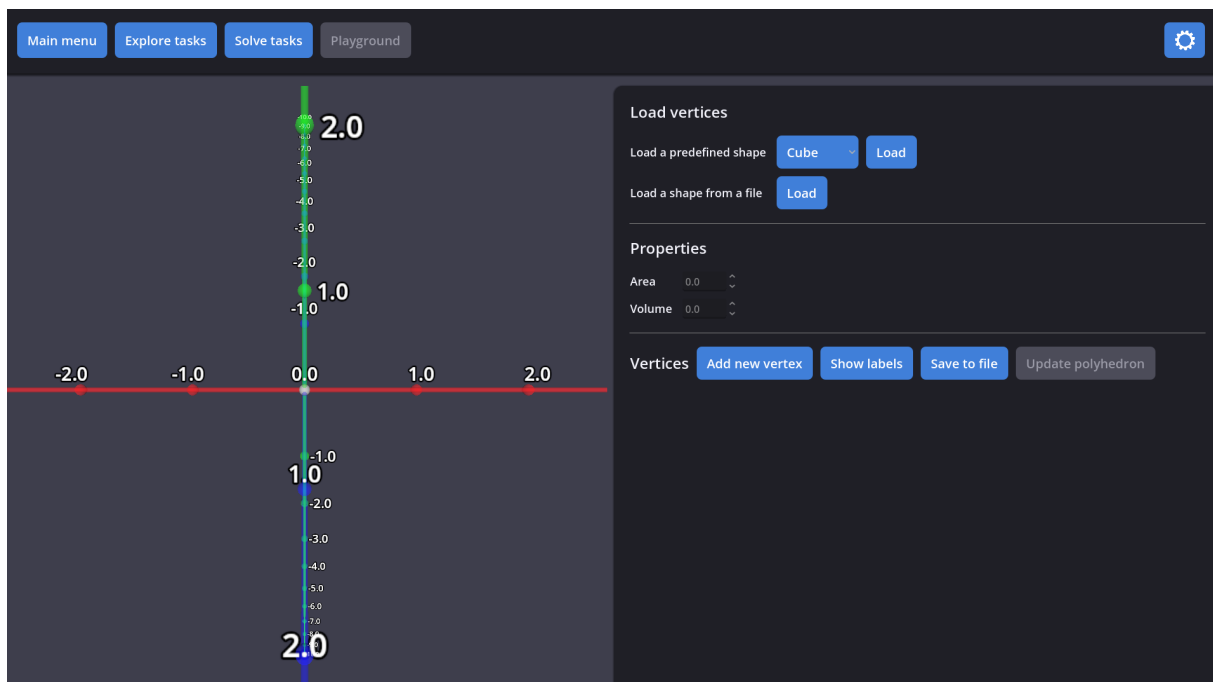 Main menu Explore tasks Solve tasks Playground
2.0
-9.0
-8.0
-7.0
-6.0
-5.0
-4.0
-3.0
-2.0
1.0
-1.0
-2.0 -1.0 0.0 1.0 2.0
-1.0
1.0
-2.0
-3.0
-4.0
-5.0
-6.0
-7.0
2.0
Load vertices
Load a predefined shape Cube Load
Load a shape from a file Load
Properties
Area 0.0
Volume 0.0
Vertices Add new vertex Show labels Save to file Update polyhedron